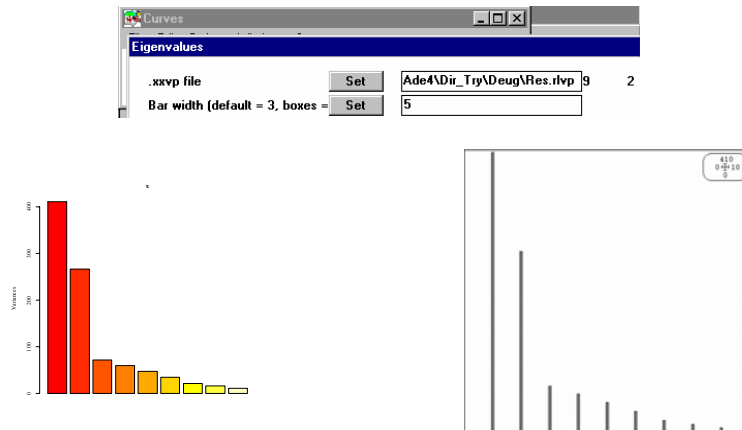 Curves
Eigenvalues
.xxvp file Set Ade4\Dir_Try\Deug\Res.rlvp 9 2
Bar width (default = 3, boxes = Set 5
x
410
0 10
0
400
300
200
100
0
Variances